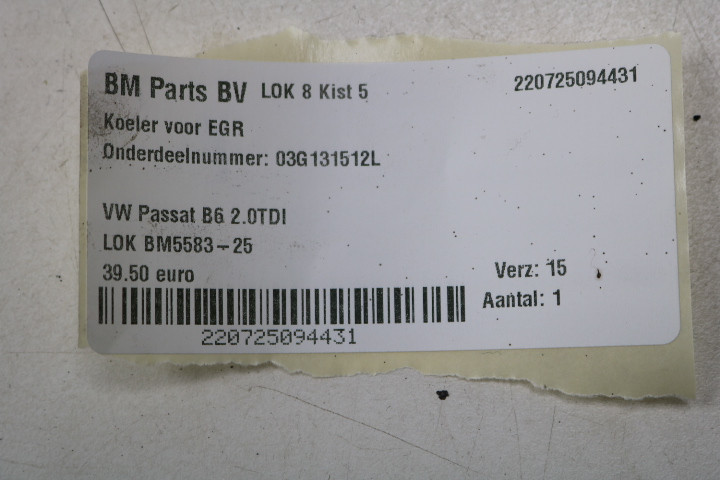 BM Parts BV LOK 8 Kist 5 220725094431
Koeler voor EGR
Onderdeelnummer: 03G131512L
VW Passat B6 2.0TDI
LOK BM5583-25
39.50 euro Verz: 15
Aantal: 1
220725094431